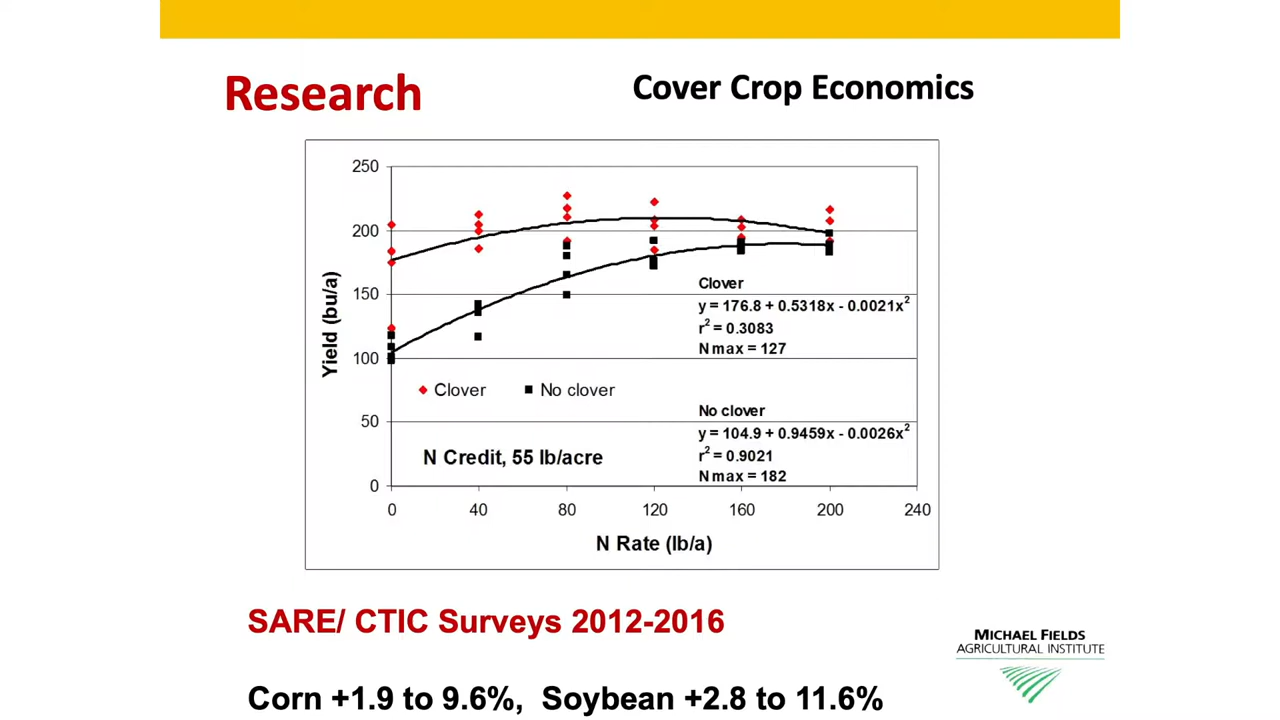 Research
Cover Crop Economics
250
200
150
100
50
0
Yield (bu/a)
0 40 80 120 160 200 240
N Rate (lb/a)
Clover
y = 176.8 + 0.5318x - 0.0021x²
r² = 0.3083
N max = 127
Clover No clover
No clover
y = 104.9 + 0.9459x - 0.0026x²
r² = 0.9021
N max = 182
N Credit, 55 lb/acre
SARE/ CTIC Surveys 2012-2016
MICHAEL FIELDS
AGRICULTURAL INSTITUTE
Corn +1.9 to 9.6%, Soybean +2.8 to 11.6%